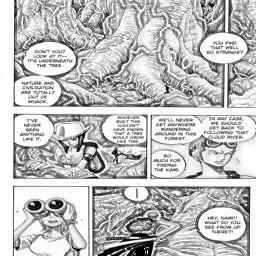 DON'T YOU?
LOOK AT IT--
IT'S UNDERNEATH
THE TREE.
NATURE AND
CIVILIZATION
ARE TOTALLY
OUT OF
WHACK.
YOU FIND
THAT WELL
SO STRANGE?
I'VE
NEVER
SEEN
ANYTHING
LIKE IT.
WHOEVER
BUILT THIS
COULDN'T
HAVE KNOWN
THAT A TREE
WOULD GROW
LIKE THIS.
WE'LL NEVER
GET ANYWHERE
WANDERING
AROUND IN
THIS FOREST.
SO
MUCH FOR
FINDING
THE KAMI.
IN ANY CASE,
WE SHOULD
GET BACK TO
FOLLOWING
THAT CLOUD
RIVER.
!
HEY, NAMI!
WHAT DO YOU
SEE FROM UP
THERE?!